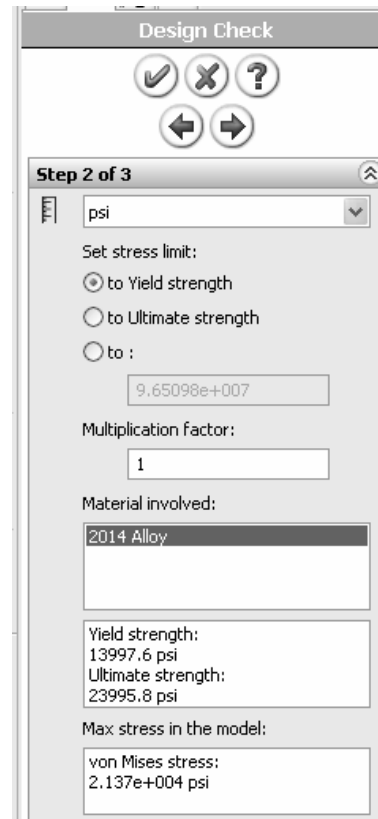 Design Check
?
Step 2 of 3
psi
Set stress limit:
to Yield strength
to Ultimate strength
to :
9.65098e+007
Multiplication factor:
1
Material involved:
2014 Alloy
Yield strength:
13997.6 psi
Ultimate strength:
23995.8 psi
Max stress in the model:
von Mises stress:
2.137e+004 psi